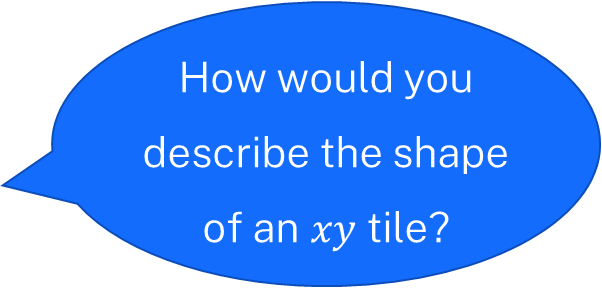 How would you
describe the shape
of an xy tile?